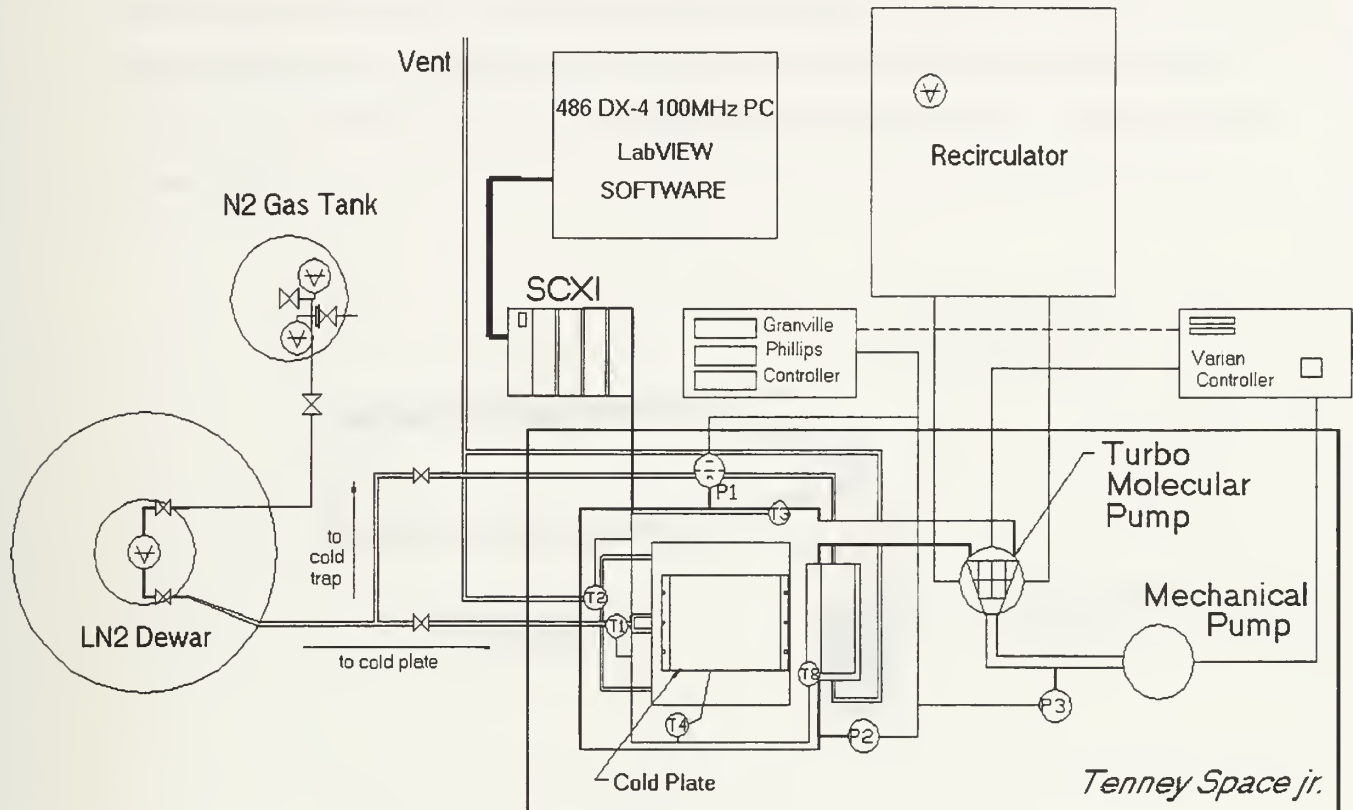 Vent
486 DX-4 100MHz PC
LabVIEW
SOFTWARE
Recirculator
N2 Gas Tank
SCXI
Granville
Phillips
Controller
Varian
Controller
P1
Turbo
Molecular
Pump
T3
to
cold
trap
T2
T1
Mechanical
Pump
LN2 Dewar
to cold plate
T8
T4
P2
P3
Cold Plate
Tenney Space jr.